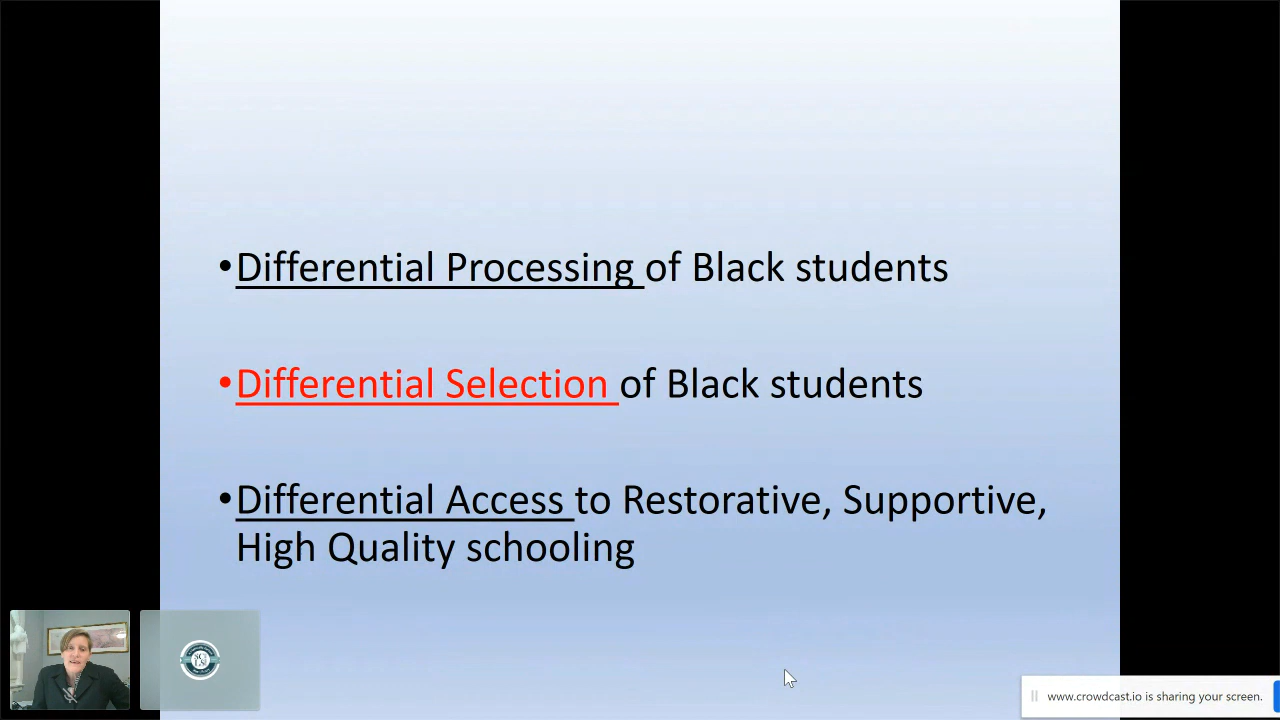 •Differential Processing of Black students
•Differential Selection of Black students
•Differential Access to Restorative, Supportive,
High Quality schooling
www.crowdcast.io is sharing your screen.